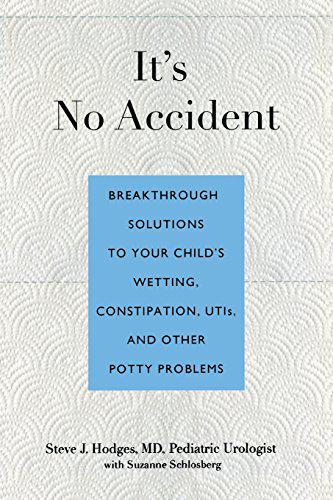 It's
No Accident
BREAKTHROUGH
SOLUTIONS
TO YOUR CHILD'S
WETTING,
CONSTIPATION, UTIs,
AND OTHER
POTTY PROBLEMS
Steve J. Hodges, MD, Pediatric Urologist
with Suzanne Schlosberg